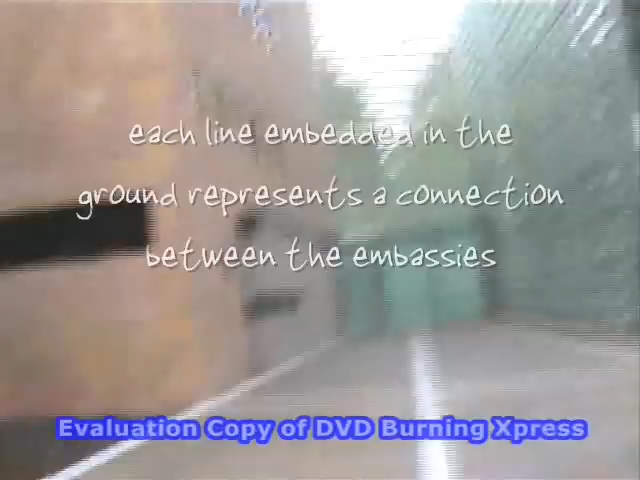 each line embedded in the
ground represents a connection
between the embassies
Evaluation Copy of DVD Burning Xpress